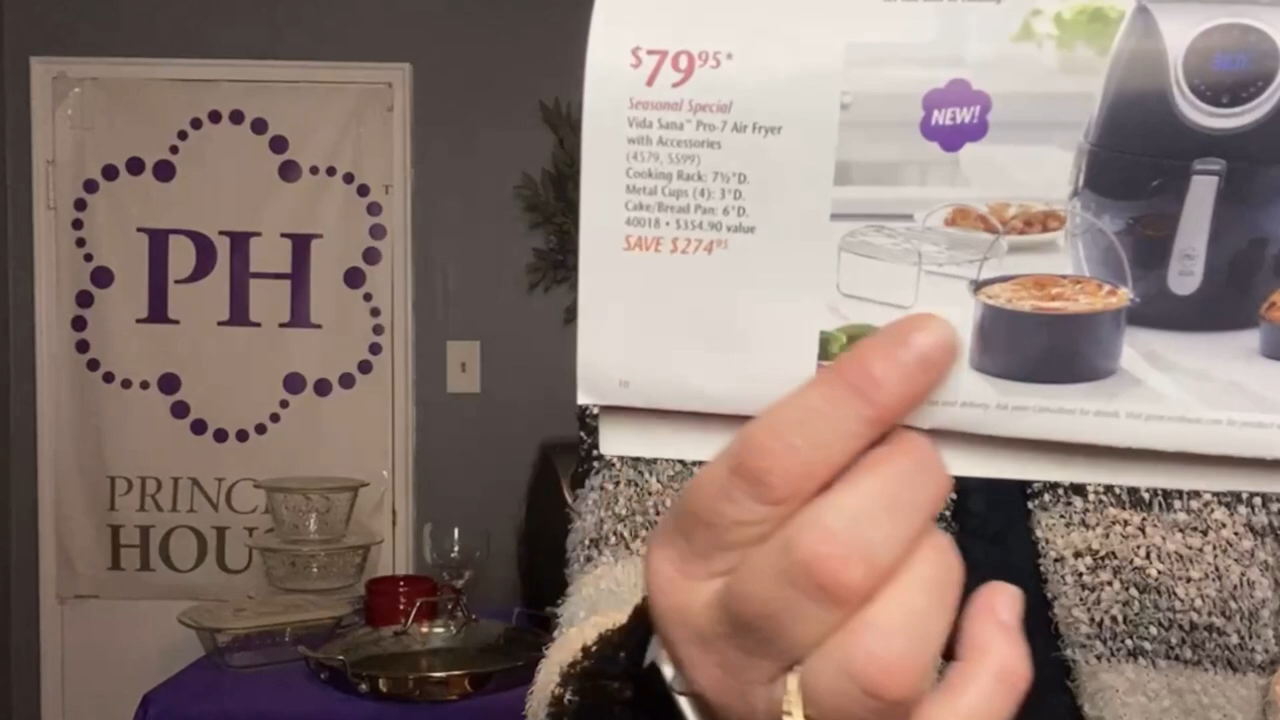 PH
PRINC
HOU
$79 95*
Seasonal Special
Vida Sana™ Pro-7 Air Fryer
with Accessories
(4579, 5599)
Cooking Rack: 7½"D.
Metal Cups (4): 3"D.
Cake/Bread Pan: 6"D.
40018 • $354.90 value
SAVE $274 95
10
NEW!